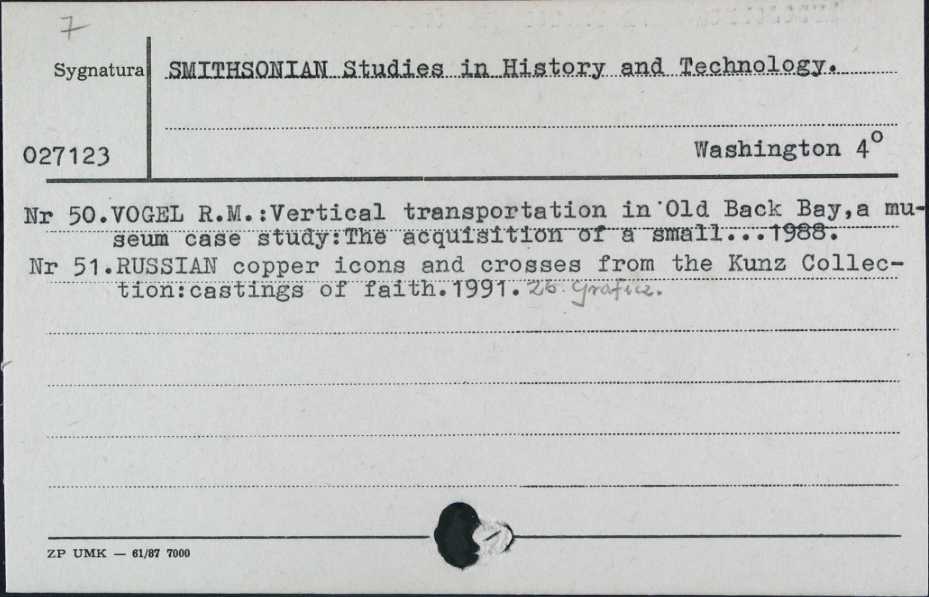 7
Sygnatura SMITHSONIAN Studies in History and Technology.
027123 Washington 4º
Nr 50.VOGEL R.M.:Vertical transportation in Old Back Bay,a mu-
seum case study:The acquisition of a small...1988.
Nr 51.RUSSIAN copper icons and crosses from the Kunz Collec-
tion:castings of faith.1991.
ZP UMK — 61/87 7000